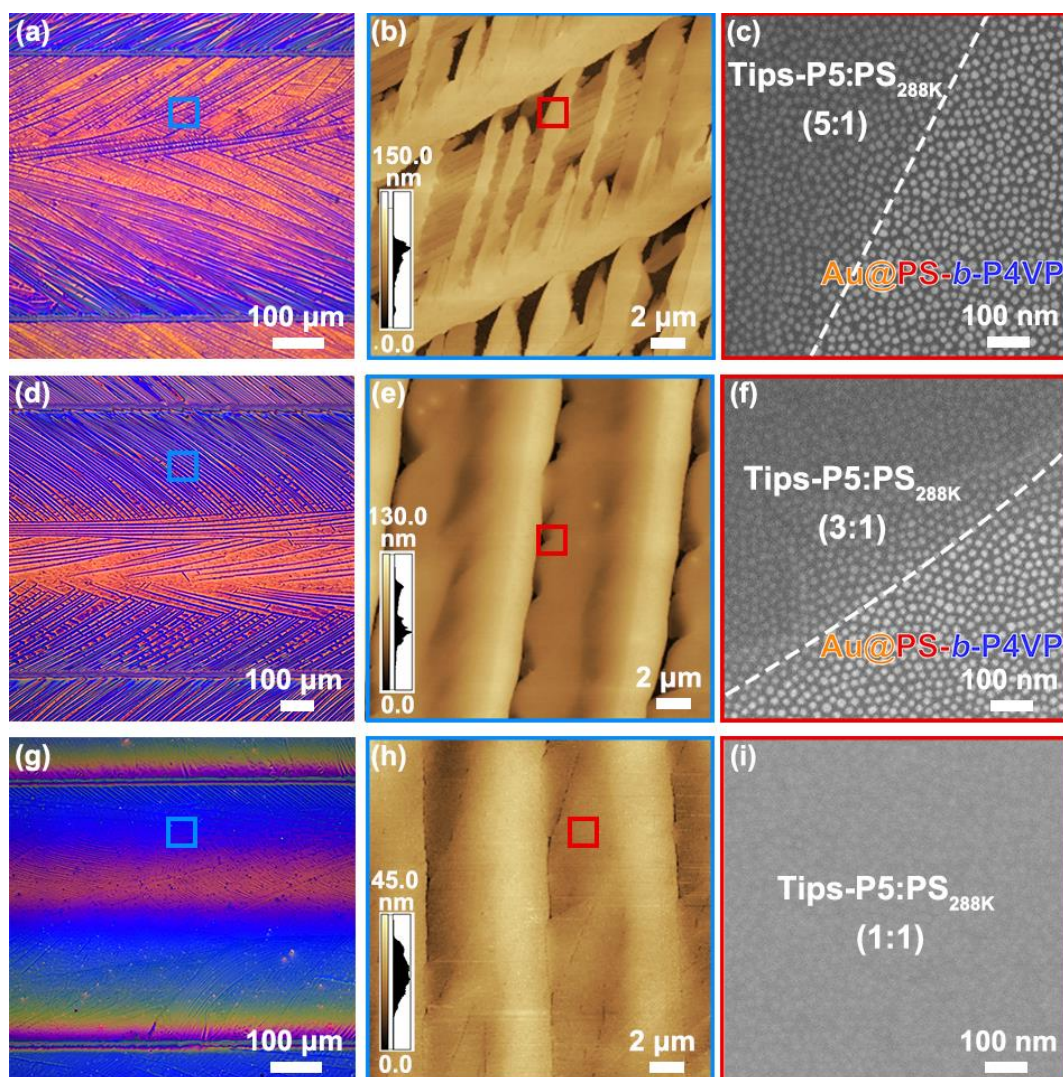 (a)
100 μm
(b)
150.0
nm
0.0
2 μm
(c)
Tips-P5:PS288K
(5:1)
Au@PS-b-P4VP
100 nm
(d)
100 μm
(e)
130.0
nm
0.0
2 μm
(f)
Tips-P5:PS288K
(3:1)
Au@PS-b-P4VP
100 nm
(g)
100 μm
(h)
45.0
nm
0.0
2 μm
(i)
Tips-P5:PS288K
(1:1)
100 nm